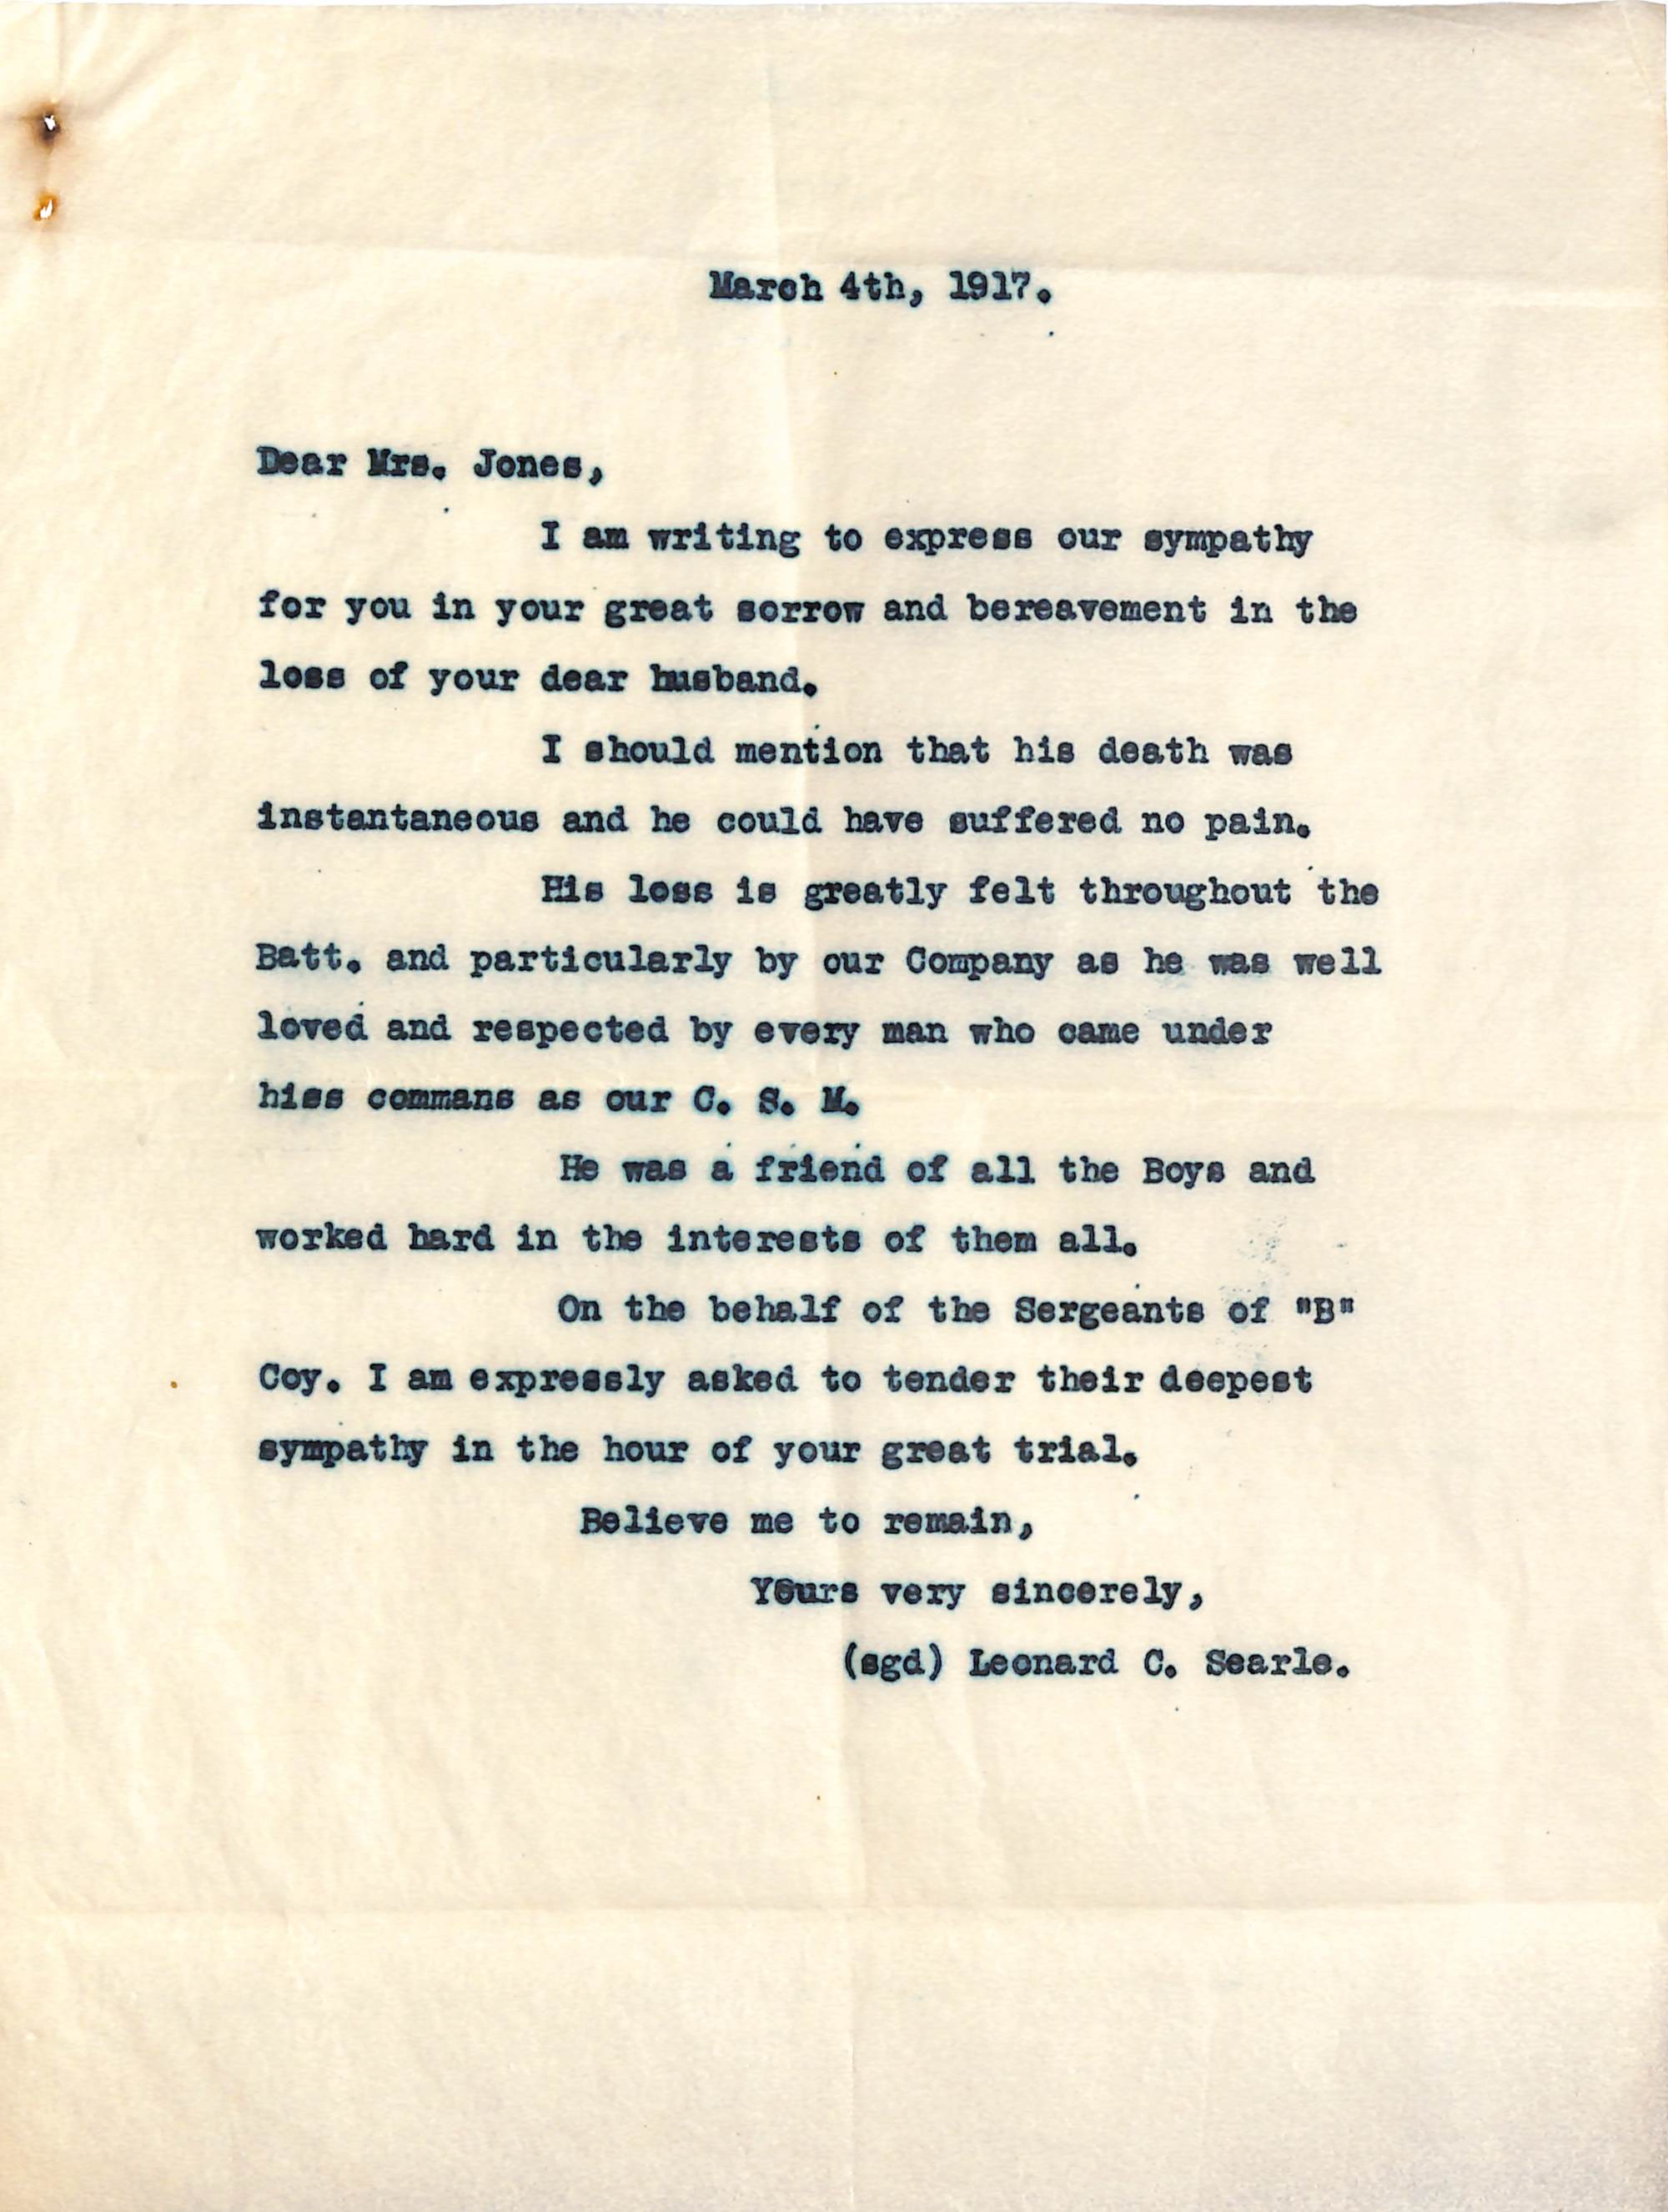 March 4th, 1917.
Dear Mrs. Jones,
I am writing to express our sympathy
for you in your great sorrow and bereavement in the
loss of your dear husband.
I should mention that his death was
instantaneous and he could have suffered no pain.
His loss is greatly felt throughout the
Batt. and particularly by our Company as he was well
loved and respected by every man who came under
hiss commans as our C. S. M.
He was a friend of all the Boys and
worked hard in the interests of them all.
On the behalf of the Sergeants of "B"
Coy. I am expressly asked to tender their deepest
sympathy in the hour of your great trial.
Believe me to remain,
Yours very sincerely,
(sgd) Leonard C. Searle.